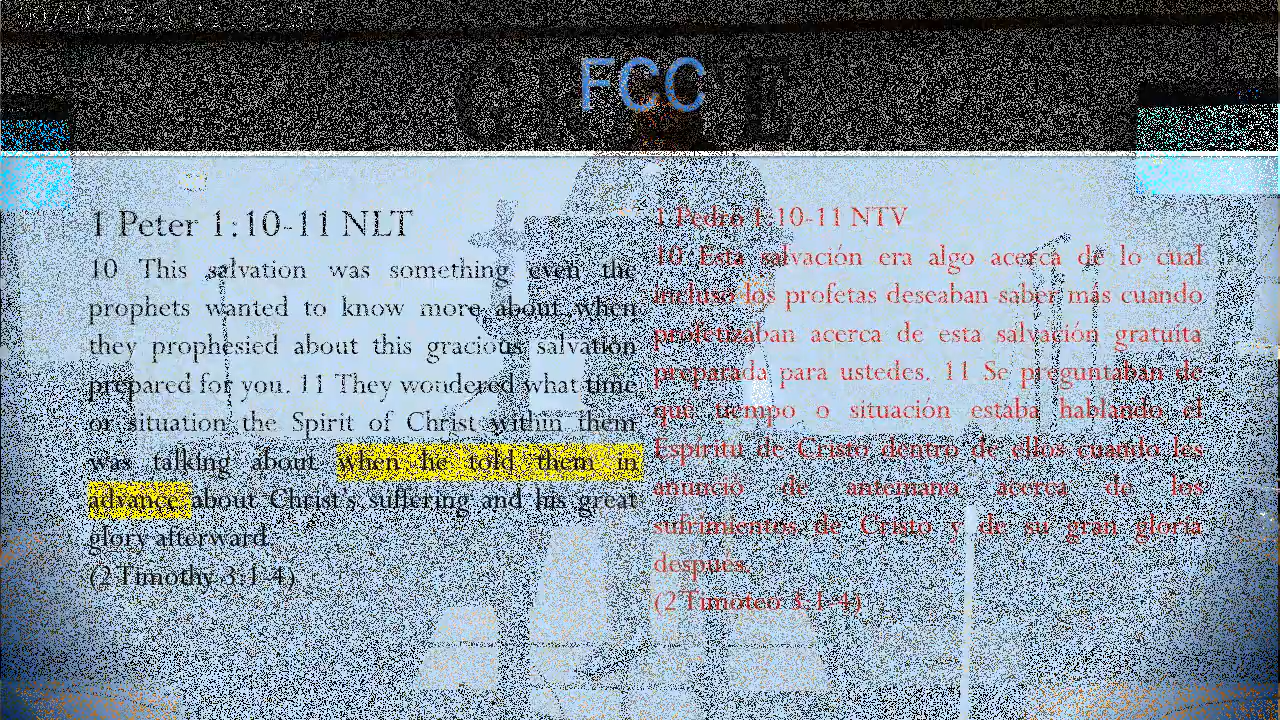 FCC
1 Peter 1:10-11 NLT
10 This salvation was something even the
prophets wanted to know more about when
they prophesied about this gracious salvation
prepared for you. 11 They wondered what time
or situation the Spirit of Christ within them
was talking about when he told them in
advance about Christ's suffering and his great
glory afterward.
(2 Timothy 3:1-4)
1 Pedro 1:10-11 NTV
10 Esta salvación era algo acerca de lo cual
incluso los profetas deseaban saber más cuando
profetizaban acerca de esta salvación gratuita
preparada para ustedes. 11 Se preguntaban de
qué tiempo o situación estaba hablando el
Espíritu de Cristo dentro de ellos cuando les
anunció de antemano acerca de los
sufrimientos de Cristo y de su gran gloria
después.
(2 Timoteo 3:1-4)